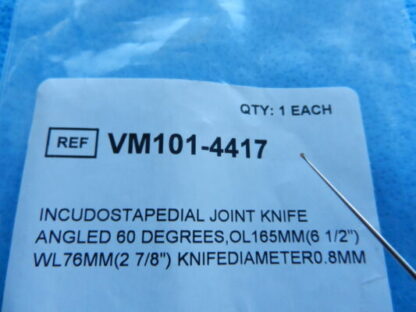 QTY: 1 EACH
REF VM101-4417
INCUDOSTAPEDIAL JOINT KNIFE
ANGLED 60 DEGREES,OL165MM(6 1/2")
WL76MM(2 7/8") KNIFEDIAMETER0.8MM